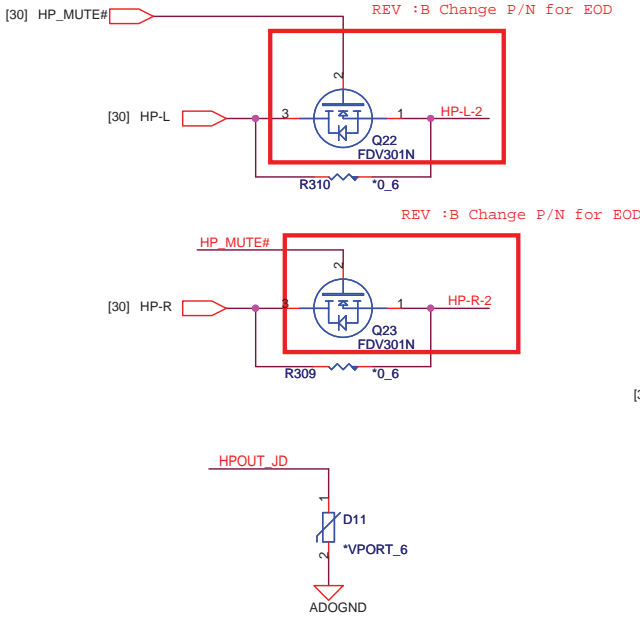 REV :B Change P/N for EOD
[30] HP_MUTE#
2
[30] HP-L
3
1
HP-L-2
Q22
FDV301N
R310
*0_6
REV :B Change P/N for EOD
HP_MUTE#
2
[30] HP-R
3
1
HP-R-2
Q23
FDV301N
R309
*0_6
[3
HPOUT_JD
1
D11
*VPORT_6
2
ADOGND